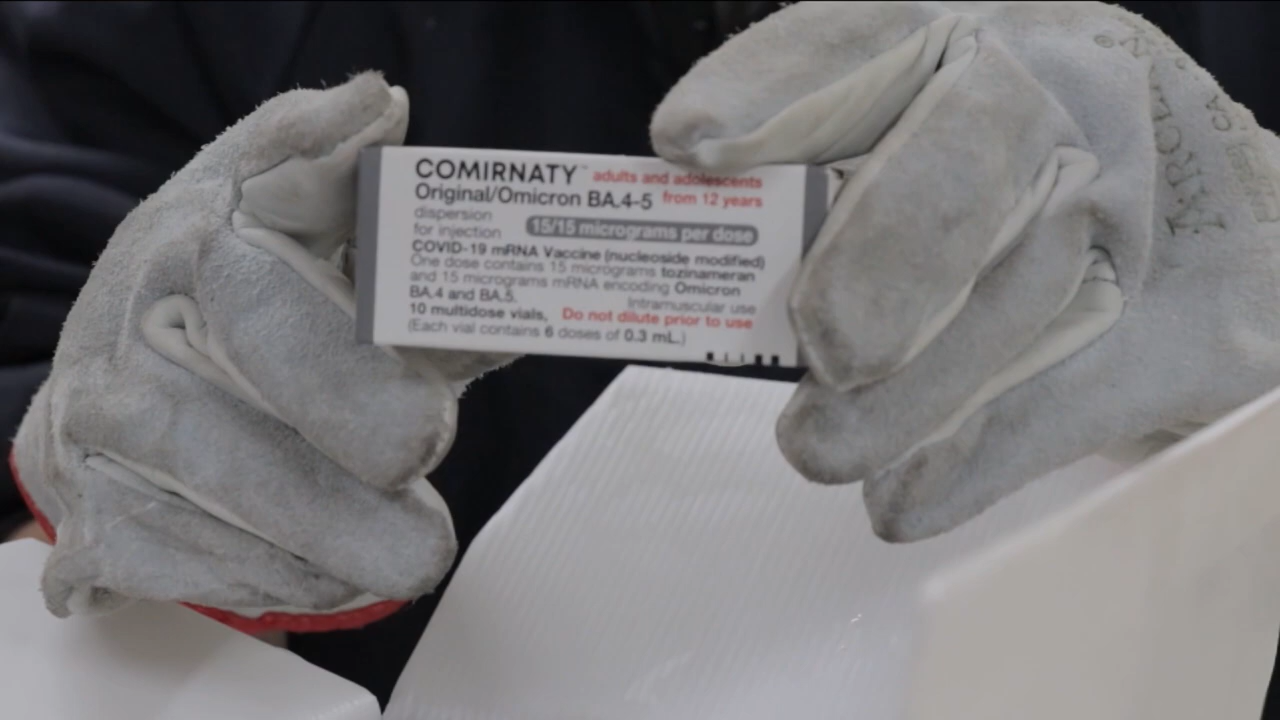 COMIRNATY™ adults and adolescents
Original/Omicron BA.4-5 from 12 years
dispersion
for injection 15/15 micrograms per dose
COVID-19 mRNA Vaccine (nucleoside modified)
One dose contains 15 micrograms tozinameran
and 15 micrograms mRNA encoding Omicron
BA.4 and BA.5.
Intramuscular use
10 multidose vials. Do not dilute prior to use
(Each vial contains 6 doses of 0.3 mL.)